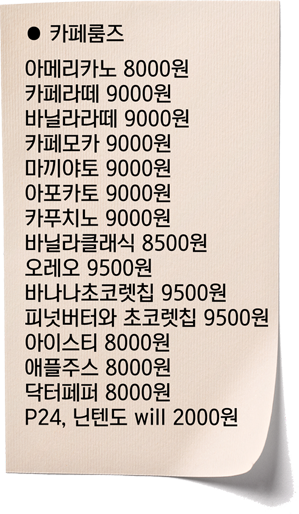 ● 카페룸즈
아메리카노 8000원
카페라떼 9000원
바닐라라떼 9000원
카페모카 9000원
마끼야토 9000원
아포카토 9000원
카푸치노 9000원
바닐라클래식 8500원
오레오 9500원
바나나초코렛칩 9500원
피넛버터와 초코렛칩 9500원
아이스티 8000원
애플주스 8000원
닥터페퍼 8000원
P24, 닌텐도 will 2000원